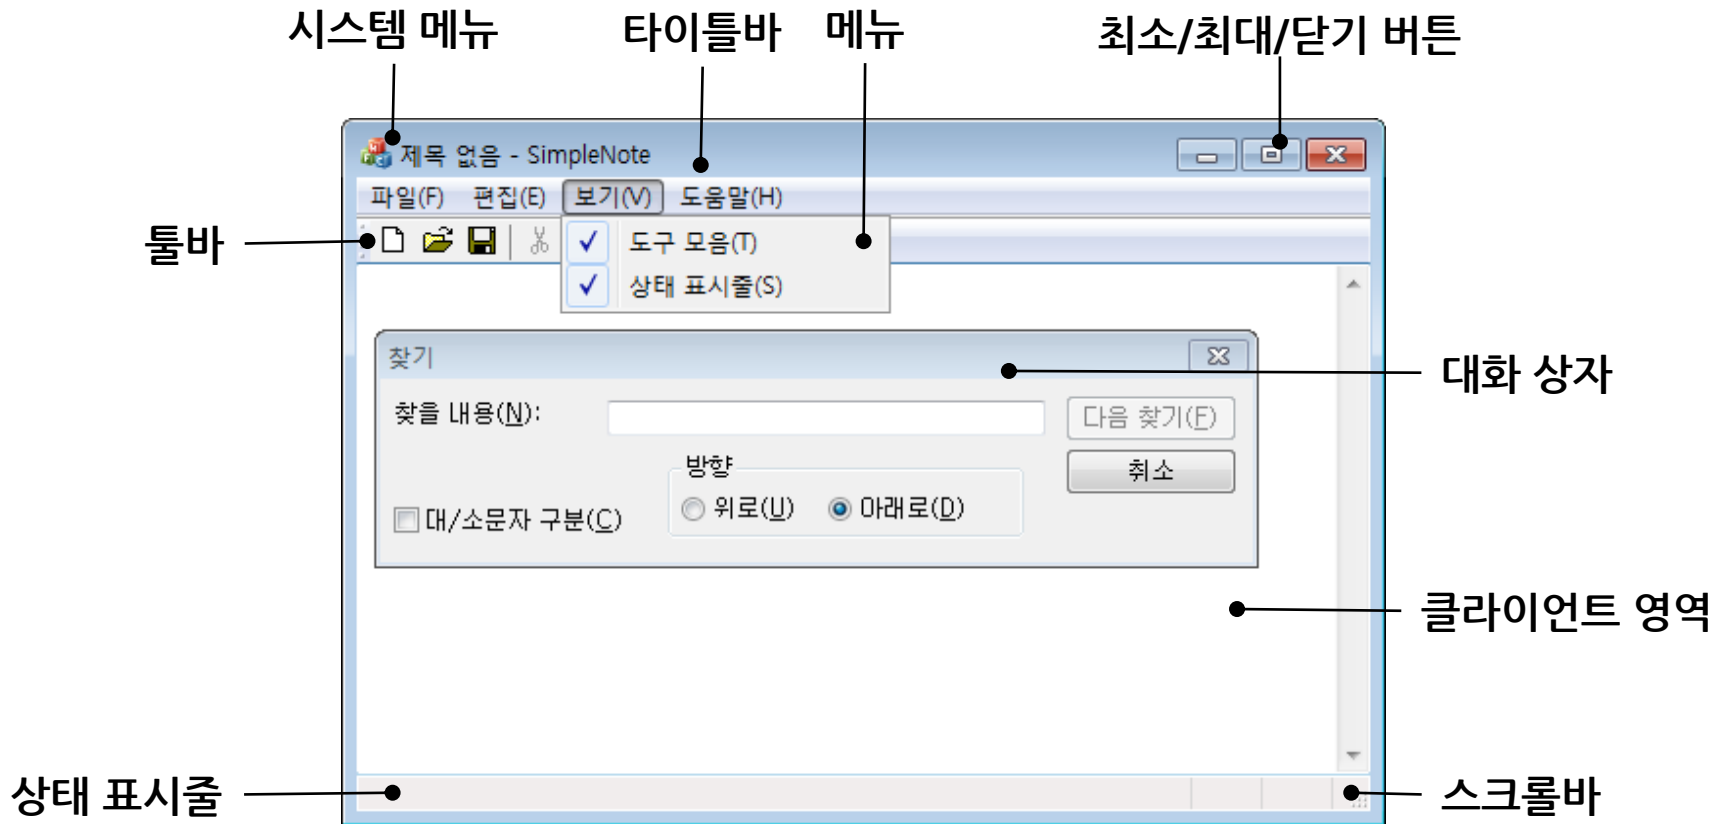 시스템 메뉴 타이틀바 메뉴 최소/최대/닫기 버튼
제목 없음 - SimpleNote
파일(F) 편집(E) 보기(V) 도움말(H)
툴바
도구 모음(T)
상태 표시줄(S)
찾기
대화 상자
찾을 내용(N):
다음 찾기(F)
방향
취소
대/소문자 구분(C)
위로(U) 아래로(D)
클라이언트 영역
상태 표시줄
스크롤바